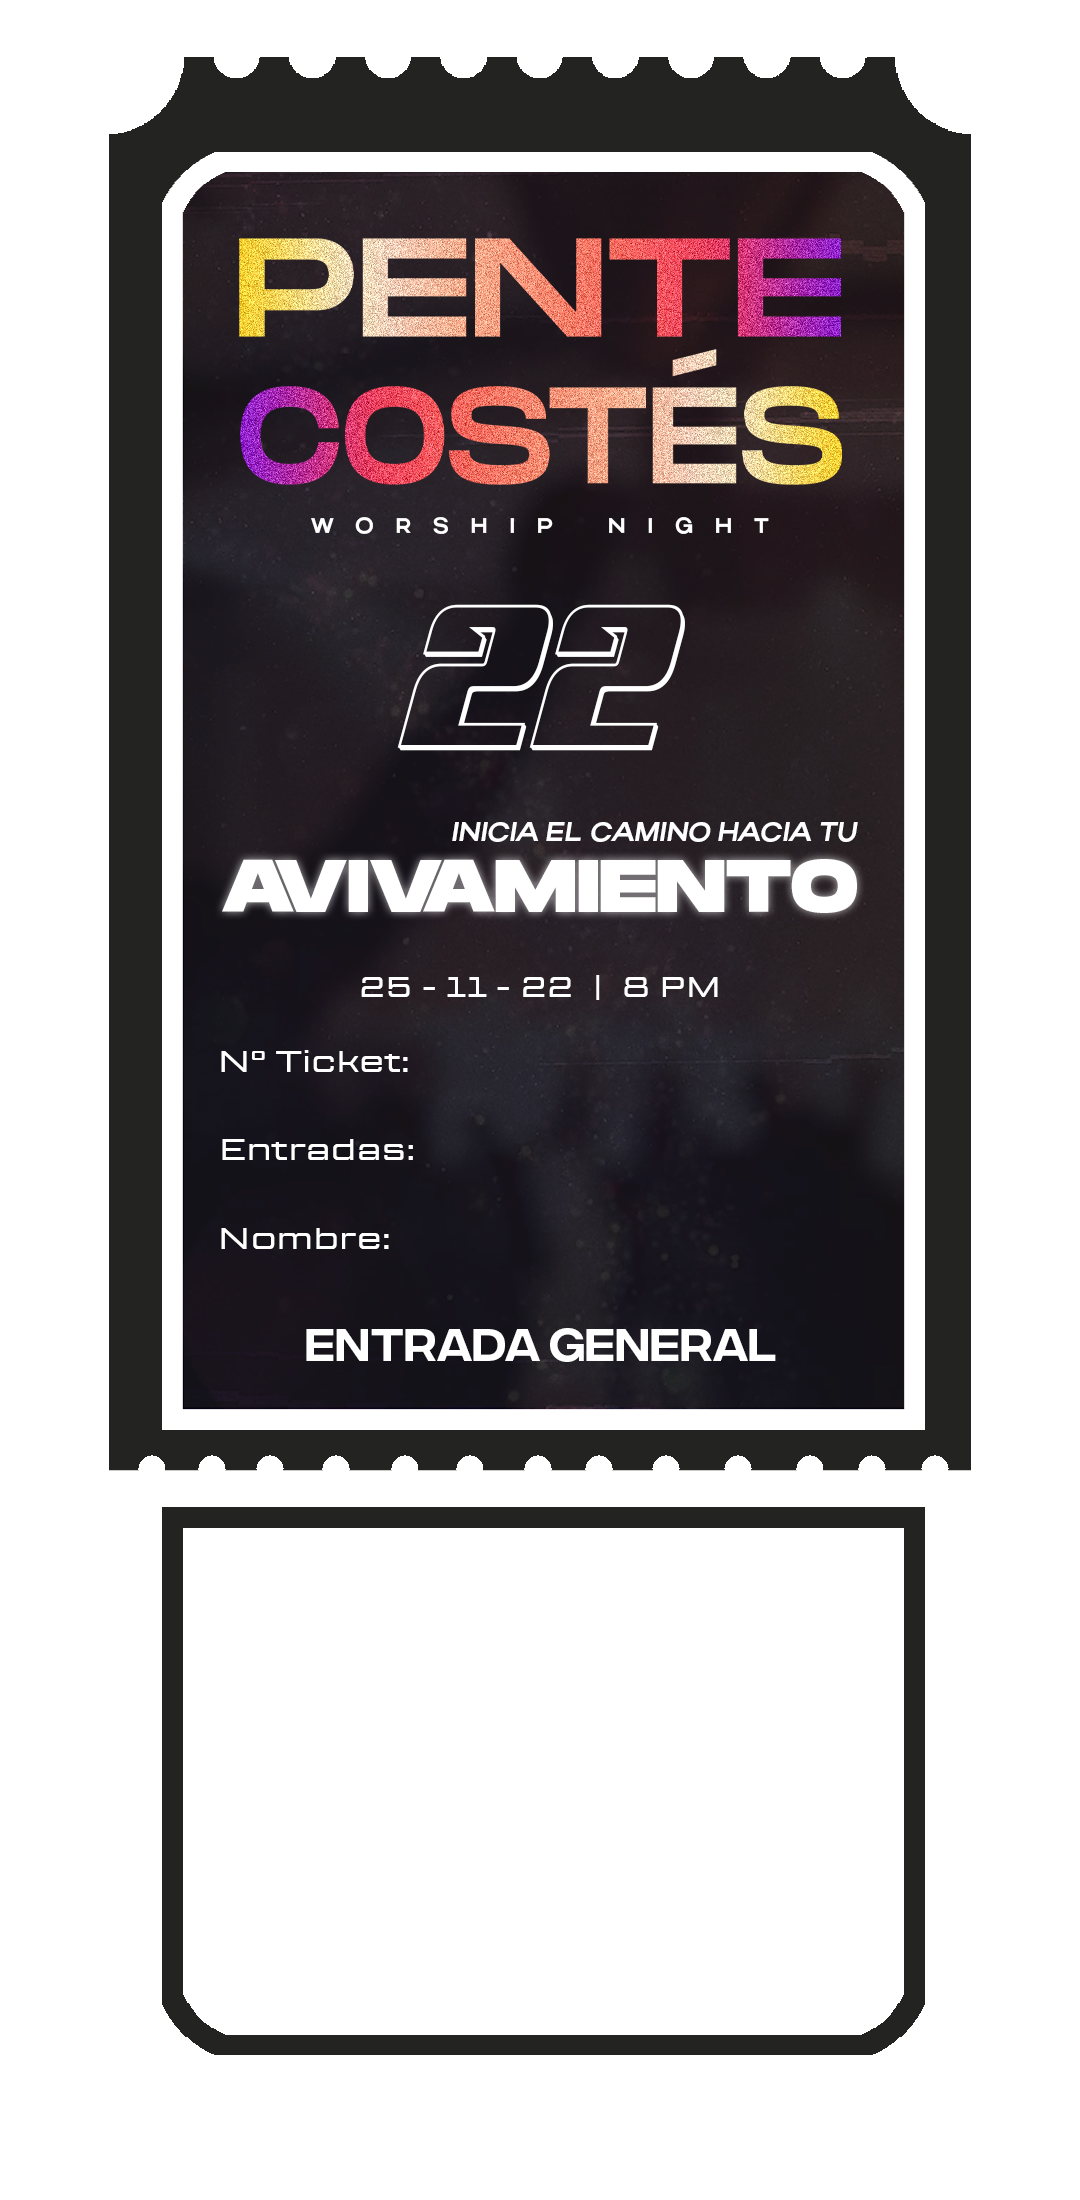 PENTE
COSTÉS
WORSHIP NIGHT
22
INICIA EL CAMINO HACIA TU
AVIVAMIENTO
25 - 11 - 22 | 8 PM
Nº Ticket:
Entradas:
Nombre:
ENTRADA GENERAL